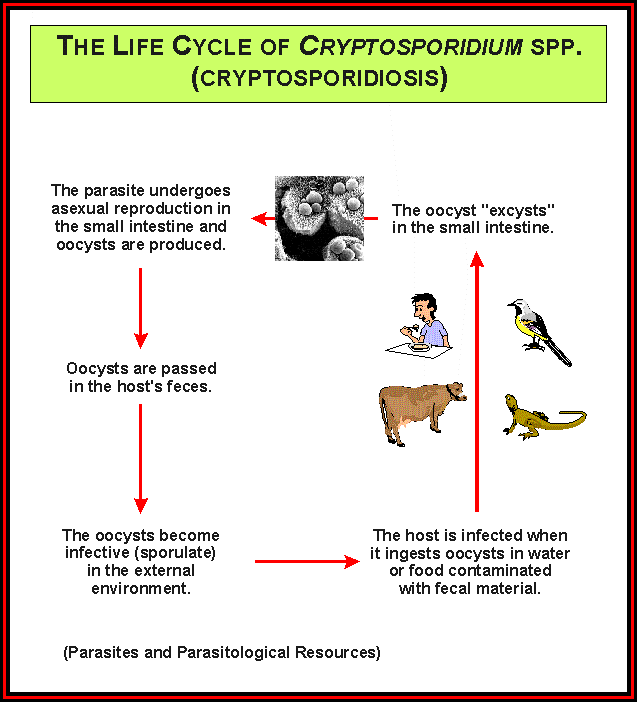 THE LIFE CYCLE OF CRYPTOSPORIDIUM SPP.
(CRYPTOSPORIDIOSIS)
The parasite undergoes
asexual reproduction in
the small intestine and
oocysts are produced.
The oocyst "excysts"
in the small intestine.
Oocysts are passed
in the host's feces.
The oocysts become
infective (sporulate)
in the external
environment.
The host is infected when
it ingests oocysts in water
or food contaminated
with fecal material.
(Parasites and Parasitological Resources)